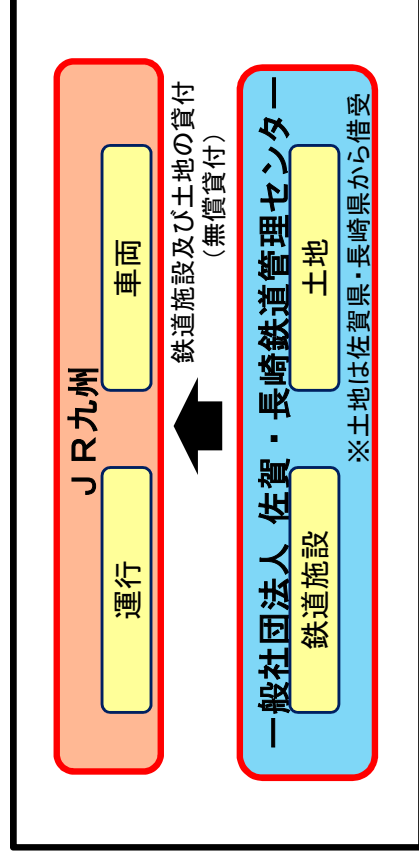 ＪＲ九州
運行
車両
鉄道施設及び土地の貸付
（無償貸付）
一般社団法人 佐賀・長崎鉄道管理センター
鉄道施設
土地
※土地は佐賀県・長崎県から借受